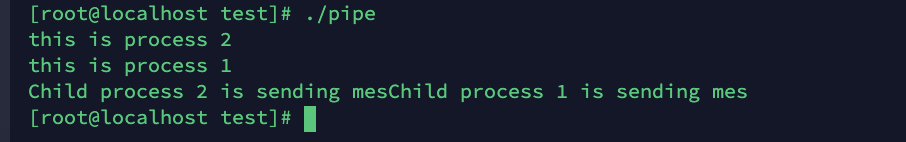 [root@localhost test]# ./pipe
this is process 2
this is process 1
Child process 2 is sending mesChild process 1 is sending mes
[root@localhost test]#